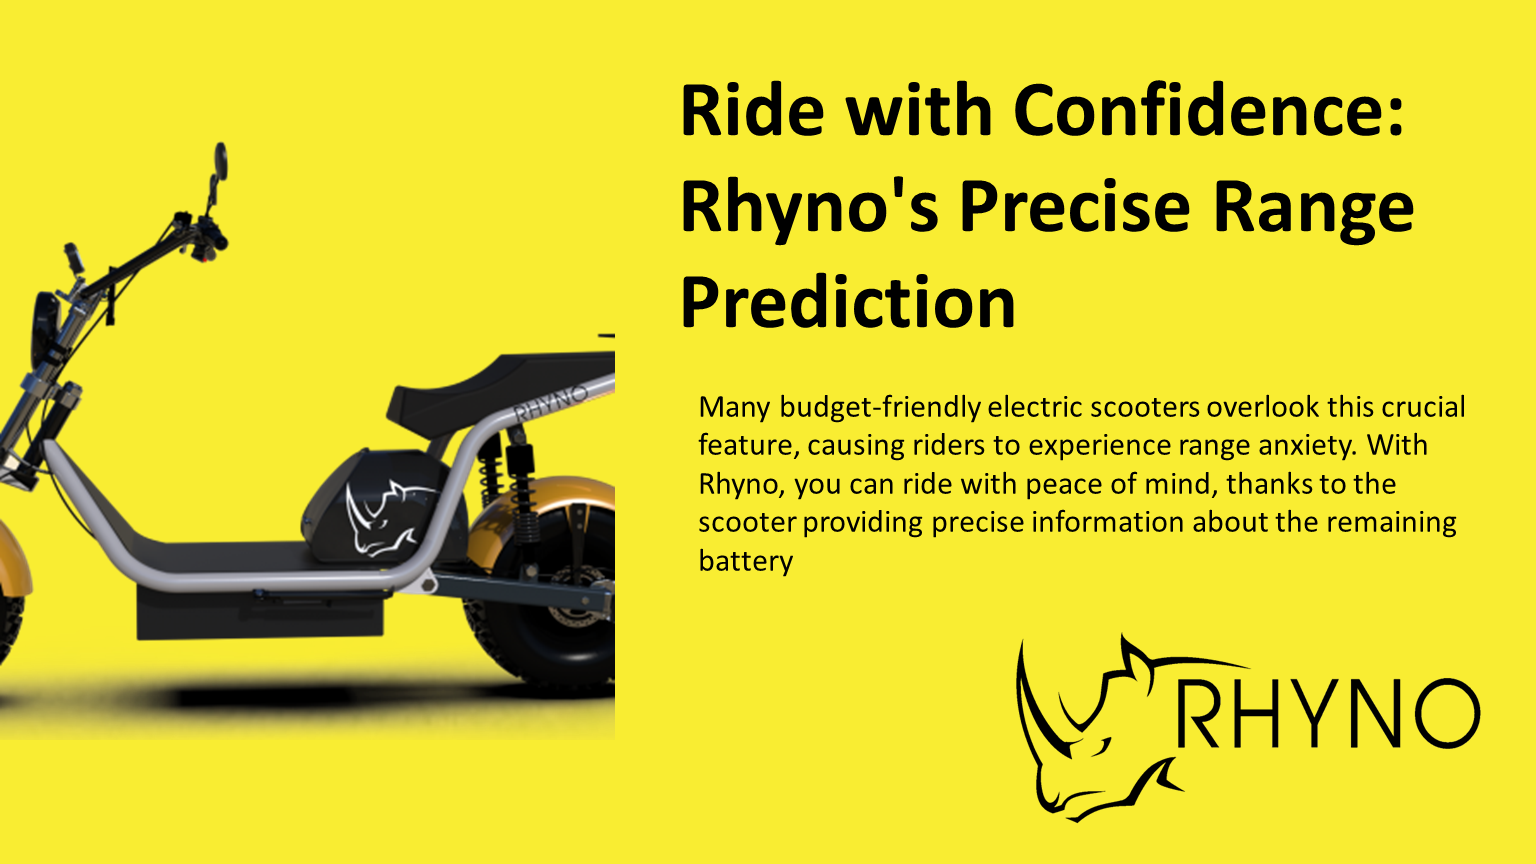 Ride with Confidence:
Rhyno's Precise Range
Prediction
Many budget-friendly electric scooters overlook this crucial
feature, causing riders to experience range anxiety. With
Rhyno, you can ride with peace of mind, thanks to the
scooter providing precise information about the remaining
battery
RHYNO
RHYNO